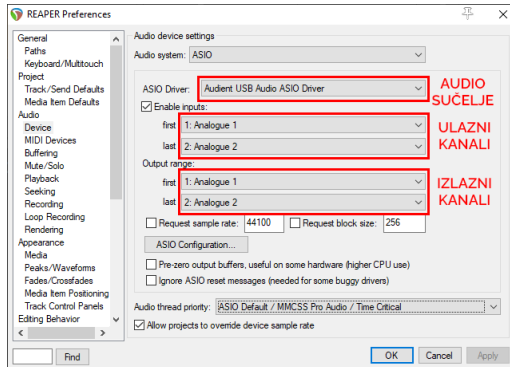 REAPER Preferences
General
Paths
Keyboard/Multitouch
Project
Track/Send Defaults
Media Item Defaults
Audio
Device
MIDI Devices
Buffering
Mute/Solo
Playback
Seeking
Recording
Loop Recording
Rendering
Appearance
Media
Peaks/Waveforms
Fades/Crossfades
Media Item Positioning
Track Control Panels
Editing Behavior
Find
Audio device settings
Audio system: ASIO
ASIO Driver: Audient USB Audio ASIO Driver
AUDIO
SUČELJE
Enable inputs:
first 1: Analogue 1
last 2: Analogue 2
ULAZNI
KANALI
Output range:
first 1: Analogue 1
last 2: Analogue 2
IZLAZNI
KANALI
Request sample rate: 44100 Request block size: 256
ASIO Configuration...
Pre-zero output buffers, useful on some hardware (higher CPU use)
Ignore ASIO reset messages (needed for some buggy drivers)
Audio thread priority: ASIO Default / MMCSS Pro Audio / Time Critical
Allow projects to override device sample rate
OK Cancel Apply